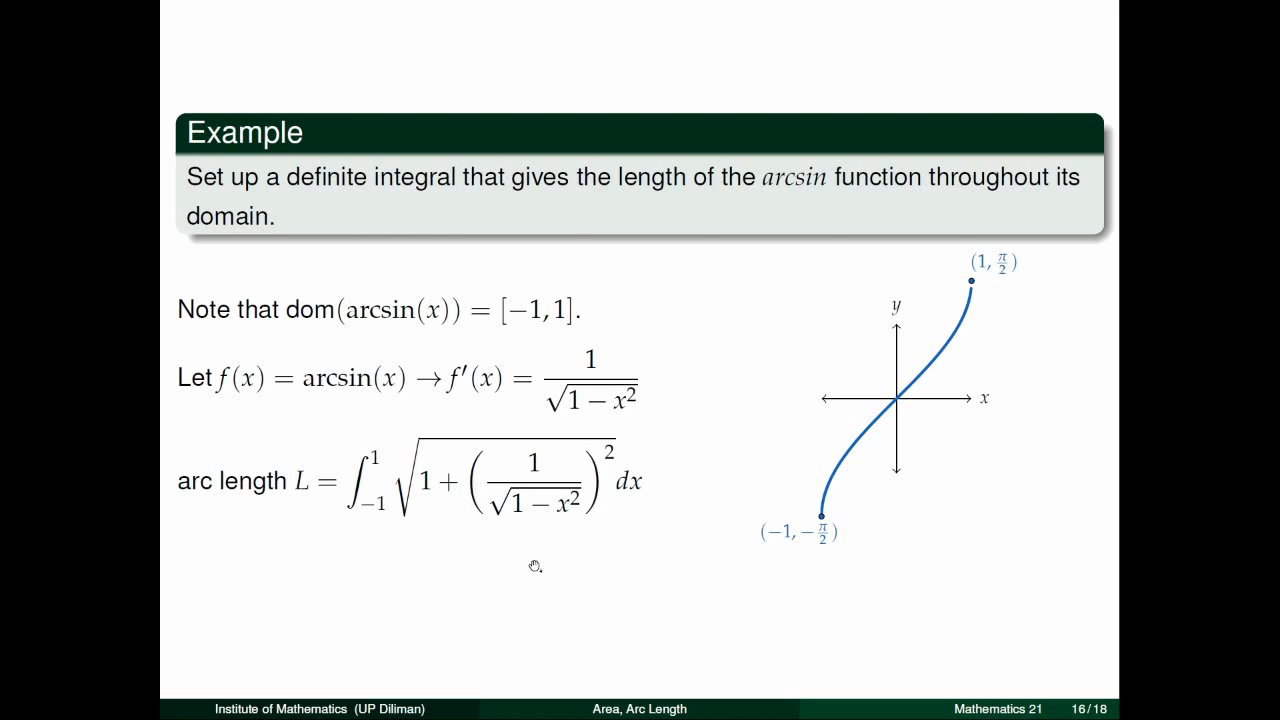 Example
Set up a definite integral that gives the length of the arcsin function throughout its
domain.
Note that dom(arcsin(x)) = [−1, 1].
Let f(x) = arcsin(x) → f′(x) = 1/√(1 − x²)
arc length L = ∫₋₁¹ √(1 + (1/√(1 − x²))²) dx
(1, π/2)
y
x
(−1, −π/2)
Institute of Mathematics (UP Diliman) Area, Arc Length Mathematics 21 16 / 18